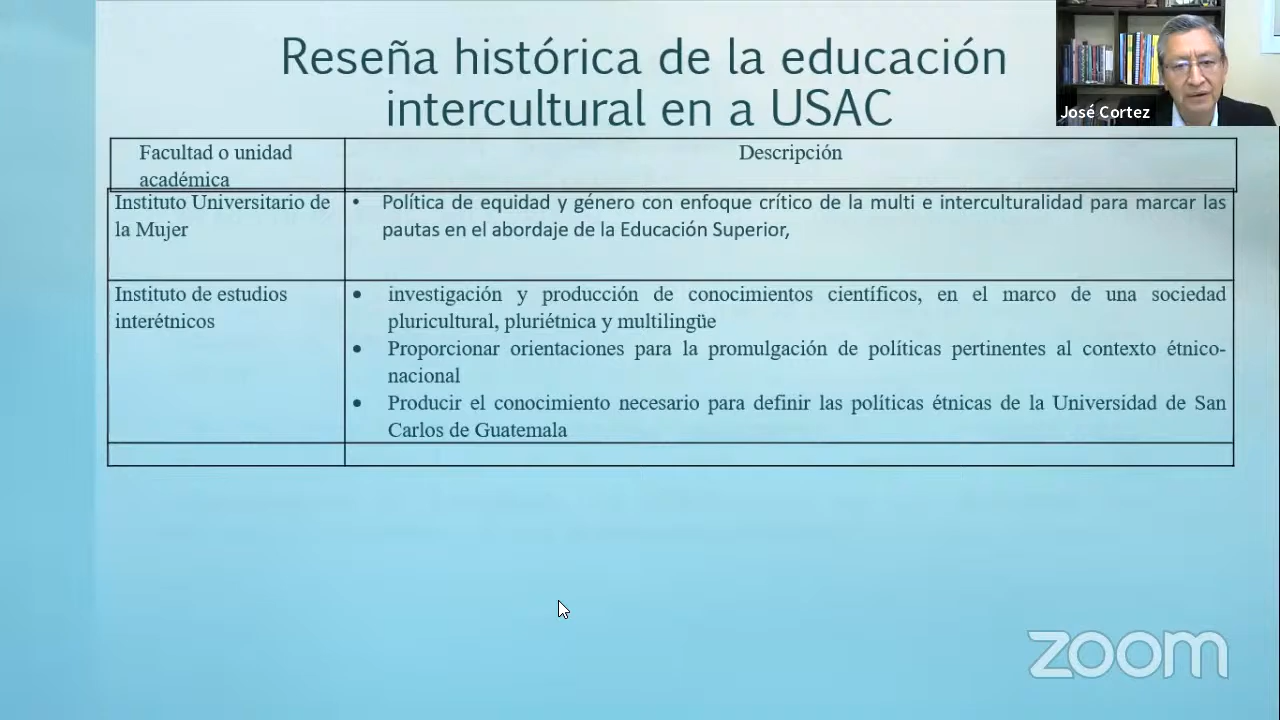 Reseña histórica de la educación
intercultural en a USAC
José Cortez
Facultad o unidad
académica
Descripción
Instituto Universitario de
la Mujer
• Política de equidad y género con enfoque crítico de la multi e interculturalidad para marcar las
pautas en el abordaje de la Educación Superior,
Instituto de estudios
interétnicos
• investigación y producción de conocimientos científicos, en el marco de una sociedad
pluricultural, pluriétnica y multilingüe
• Proporcionar orientaciones para la promulgación de políticas pertinentes al contexto étnico-
nacional
• Producir el conocimiento necesario para definir las políticas étnicas de la Universidad de San
Carlos de Guatemala
zoom